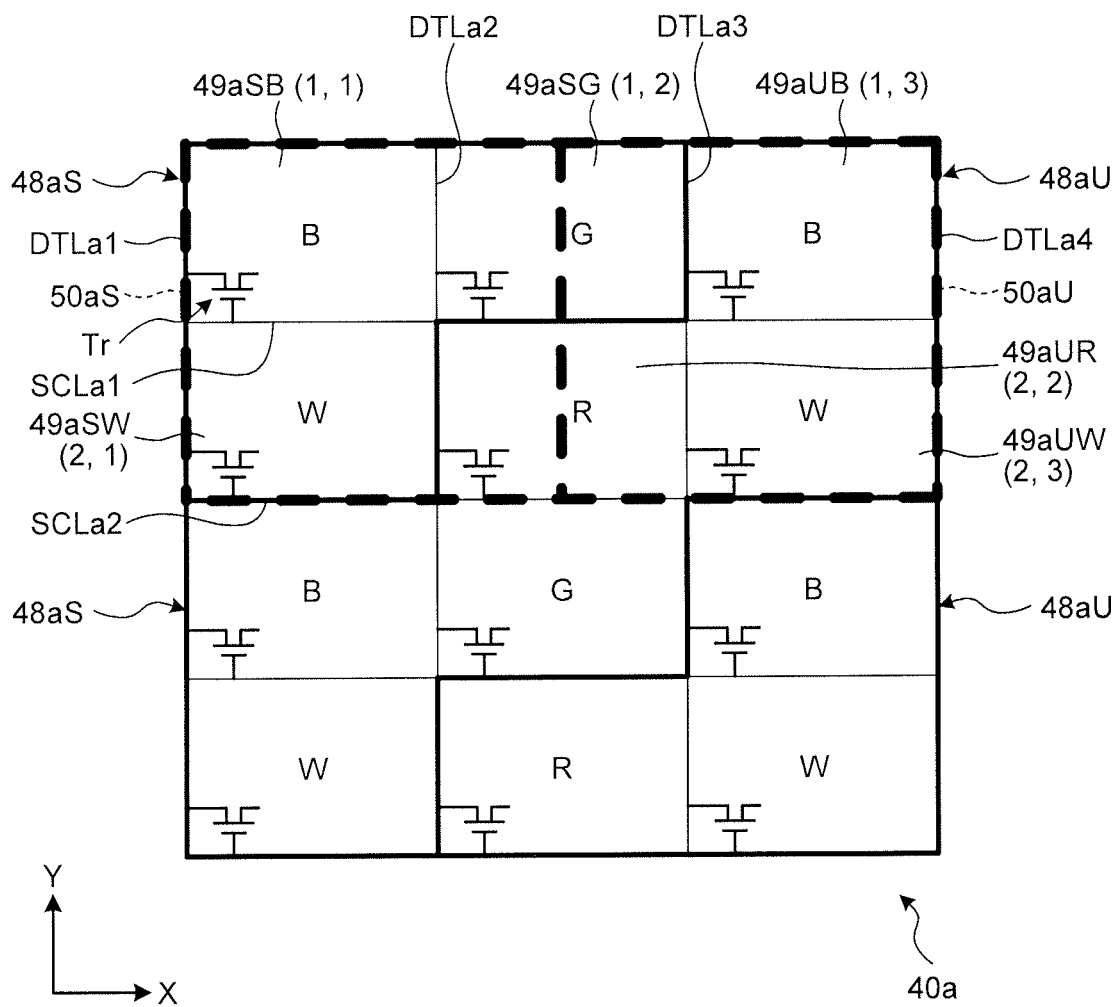 DTLa2
DTLa3
49aSB (1, 1)
49aSG (1, 2)
49aUB (1, 3)
48aS
48aU
DTLa1
B
G
B
DTLa4
50aS
50aU
Tr
SCLa1
49aUR
(2, 2)
W
R
W
49aSW
(2, 1)
49aUW
(2, 3)
SCLa2
48aS
B
G
B
48aU
W
R
W
Y
X
40a